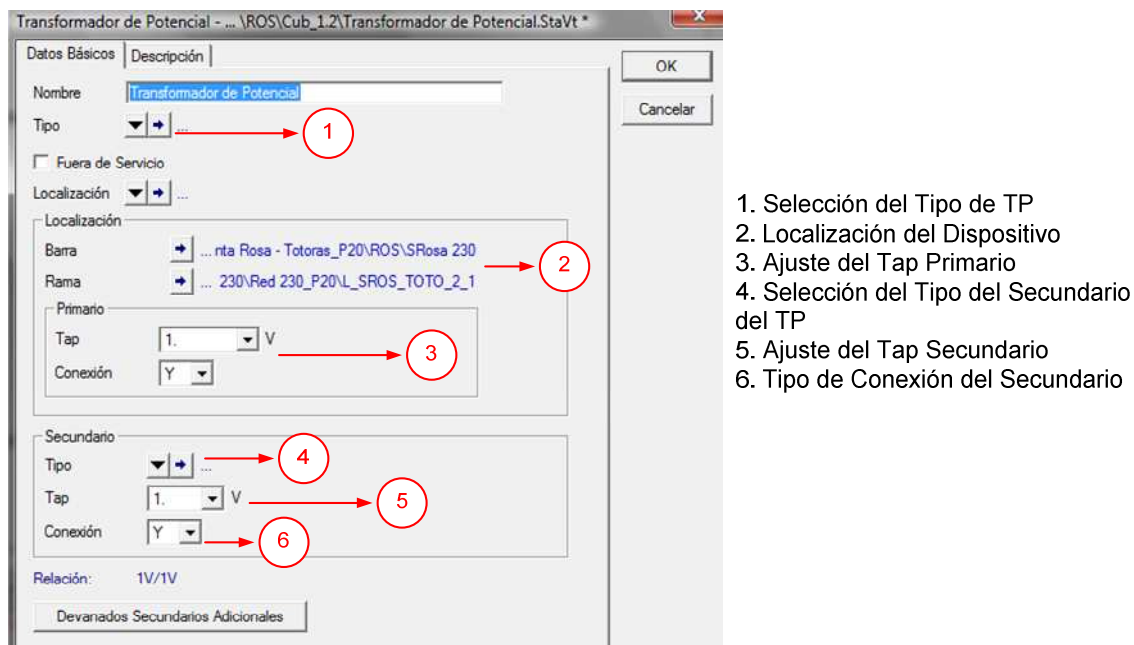 Transformador de Potencial - ... \ROS\Cub_1.2\Transformador de Potencial.StaVt *
Datos Básicos
Descripción
OK
Cancelar
Nombre Transformador de Potencial
Tipo ... 1
Fuera de Servicio
Localización ...
Localización
Barra ... nta Rosa - Totoras_P20\ROS\SRosa 230
Rama ... 230\Red 230_P20\L_SROS_TOTO_2_1
2
Primario
Tap 1. V
Conexión Y
3
Secundario
Tipo ... 4
Tap 1. V 5
Conexión Y 6
Relación: 1V/1V
Devanados Secundarios Adicionales
1. Selección del Tipo de TP
2. Localización del Dispositivo
3. Ajuste del Tap Primario
4. Selección del Tipo del Secundario
del TP
5. Ajuste del Tap Secundario
6. Tipo de Conexión del Secundario